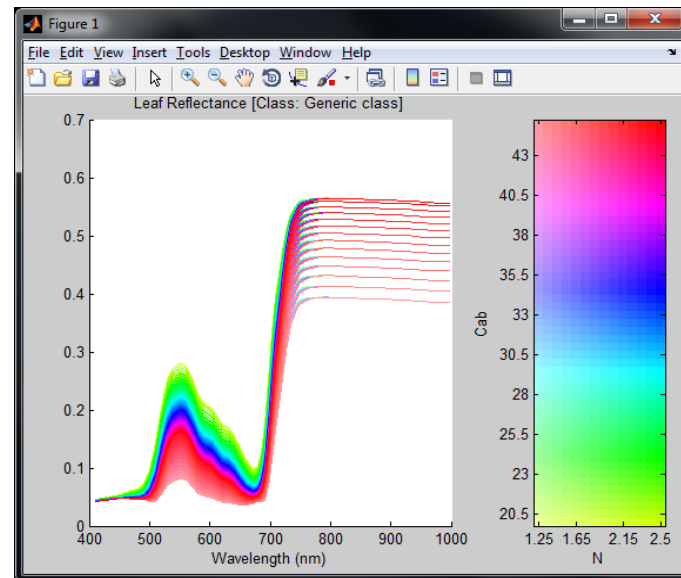 Figure 1
File Edit View Insert Tools Desktop Window Help
Leaf Reflectance [Class: Generic class]
0.7
0.6
0.5
0.4
0.3
0.2
0.1
0
400 500 600 700 800 900 1000
Wavelength (nm)
43
40.5
38
35.5
33
30.5
28
25.5
23
20.5
Cab
1.25 1.65 2.15 2.5
N